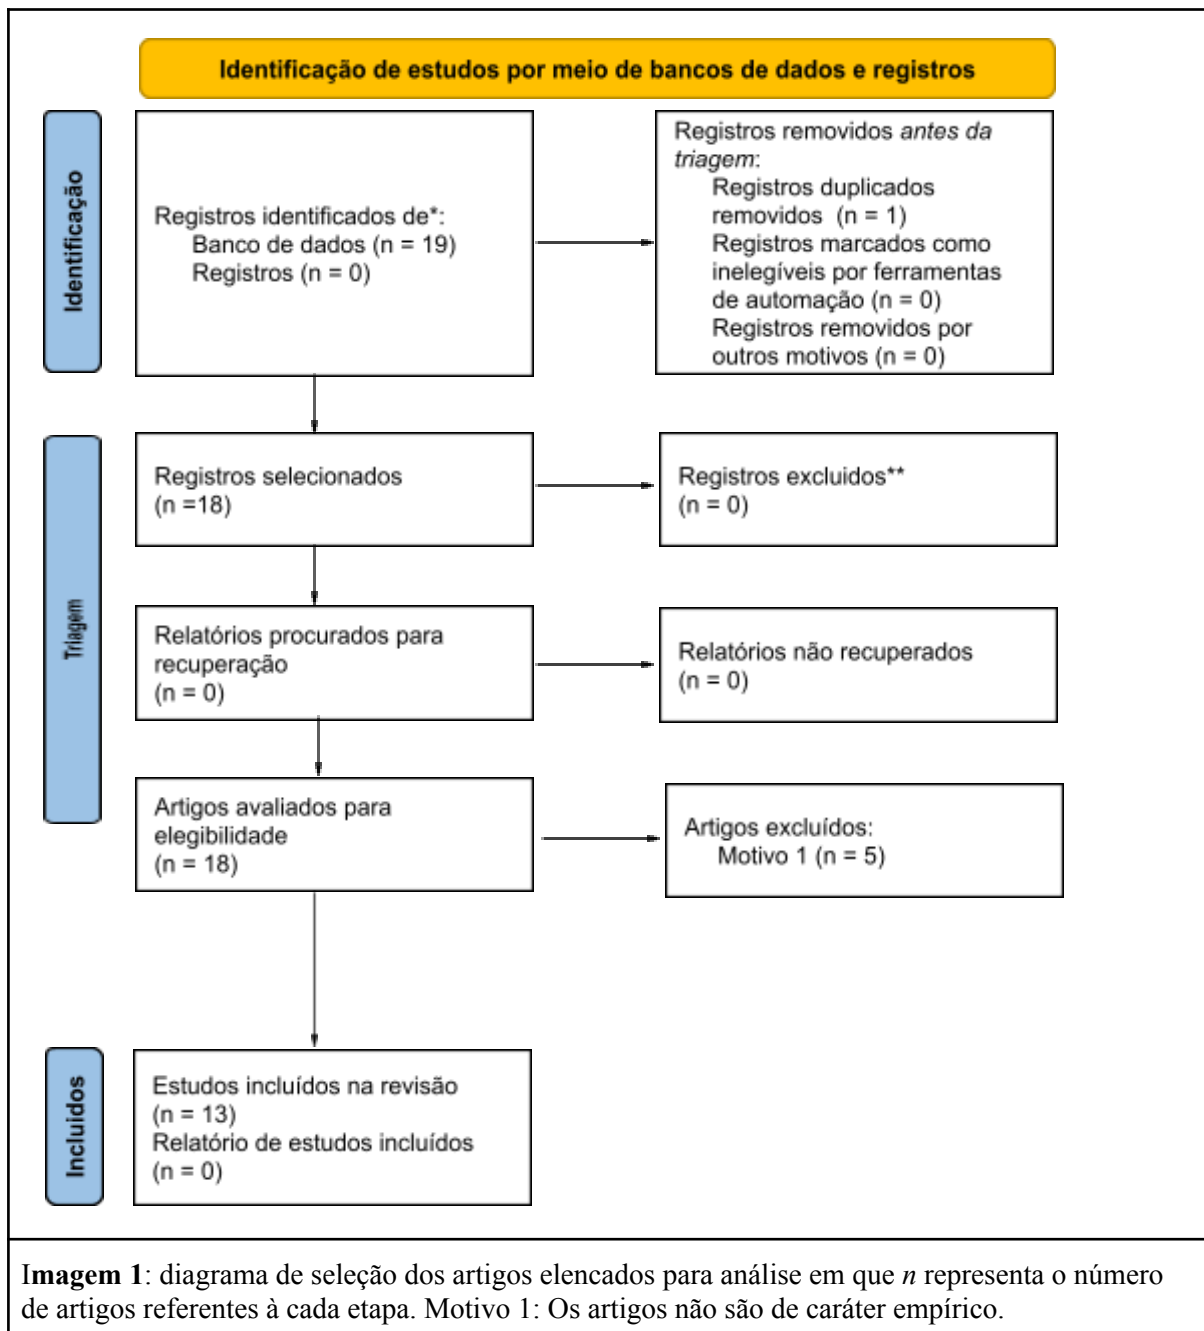 Identificação de estudos por meio de bancos de dados e registros
Identificação
Registros identificados de*:
Banco de dados (n = 19)
Registros (n = 0)
Registros removidos antes da
triagem:
Registros duplicados
removidos  (n = 1)
Registros marcados como
inelegíveis por ferramentas
de automação (n = 0)
Registros removidos por
outros motivos (n = 0)
Triagem
Registros selecionados
(n =18)
Registros excluidos**
(n = 0)
Relatórios procurados para
recuperação
(n = 0)
Relatórios não recuperados
(n = 0)
Artigos avaliados para
elegibilidade
(n = 18)
Artigos excluídos:
Motivo 1 (n = 5)
Incluidos
Estudos incluídos na revisão
(n = 13)
Relatório de estudos incluídos
(n = 0)
Imagem 1: diagrama de seleção dos artigos elencados para análise em que n representa o número
de artigos referentes à cada etapa. Motivo 1: Os artigos não são de caráter empírico.